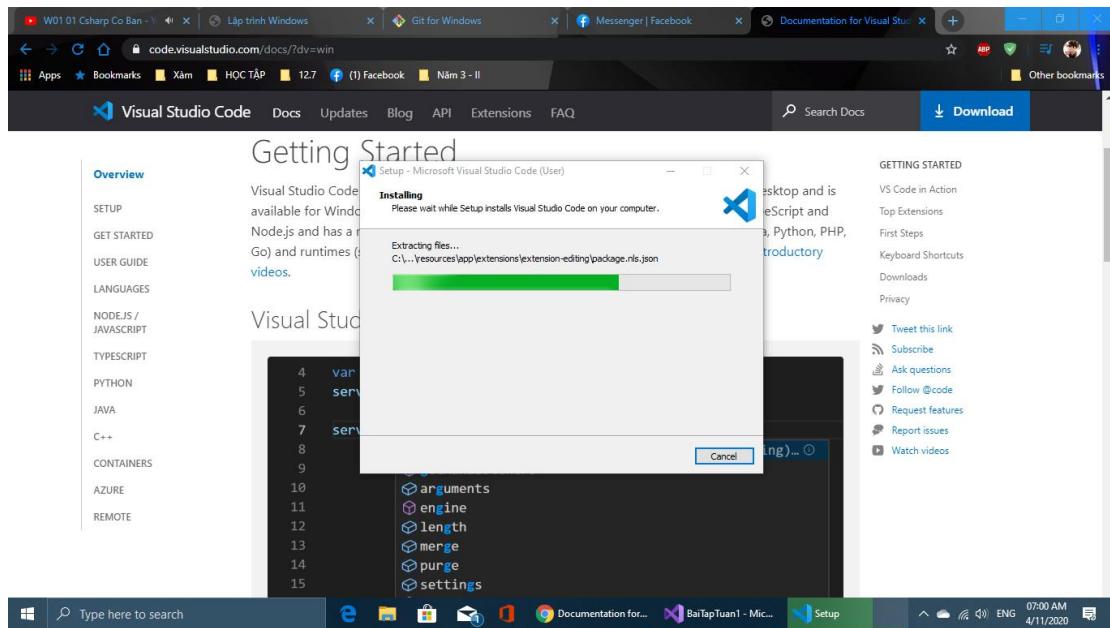 W01 01 Csharp Co Ban -
Lập trình Windows
Git for Windows
Messenger | Facebook
Documentation for Visual Stud
code.visualstudio.com/docs/?dv=win
ABP
Apps
Bookmarks
Xàm
HỌC TẬP
12.7
(1) Facebook
Năm 3 - II
Other bookmarks
Visual Studio Code
Docs
Updates
Blog
API
Extensions
FAQ
Search Docs
Download
Overview
SETUP
GET STARTED
USER GUIDE
LANGUAGES
NODE.JS /
JAVASCRIPT
TYPESCRIPT
PYTHON
JAVA
C++
CONTAINERS
AZURE
REMOTE
Getting Started
Visual Studio Code
esktop and is
available for Windo
eScript and
Node.js and has a r
a, Python, PHP,
Go) and runtimes (
troductory
videos.
Visual Stud
Setup - Microsoft Visual Studio Code (User)
Installing
Please wait while Setup installs Visual Studio Code on your computer.
Extracting files...
C:\...\resources\app\extensions\extension-editing\package.nls.json
Cancel
4 var
5 serv
6
7 serv
8 ing)...
9
10 arguments
11 engine
12 length
13 merge
14 purge
15 settings
GETTING STARTED
VS Code in Action
Top Extensions
First Steps
Keyboard Shortcuts
Downloads
Privacy
Tweet this link
Subscribe
Ask questions
Follow @code
Request features
Report issues
Watch videos
Type here to search
Documentation for...
BaiTapTuan1 - Mic...
Setup
ENG
07:00 AM
4/11/2020